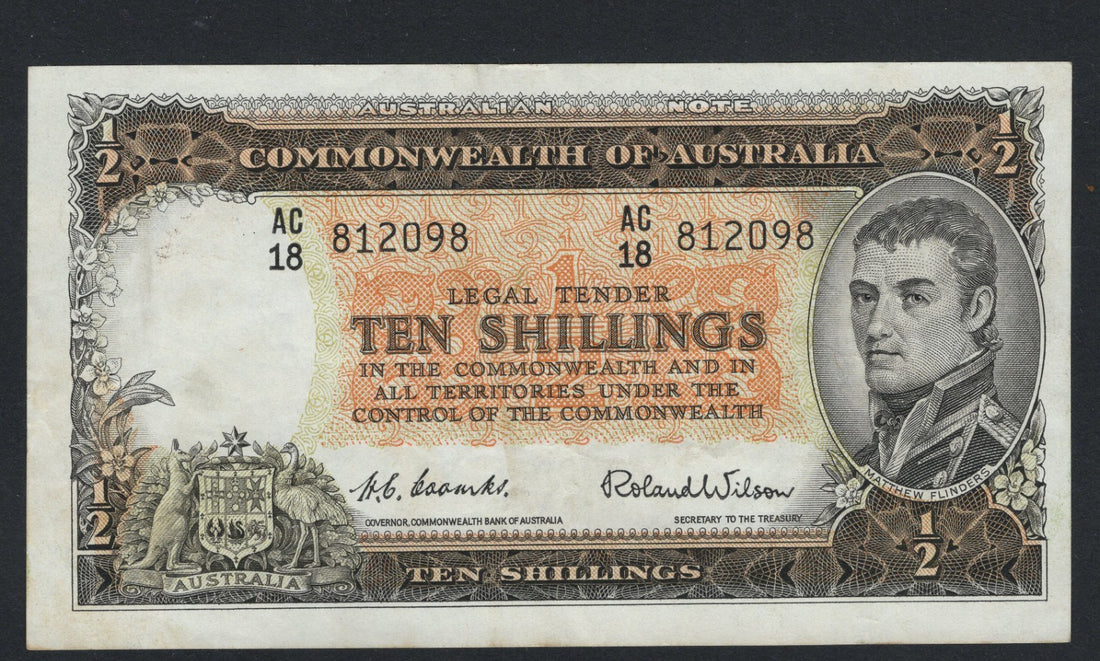 AUSTRALIAN NOTE
1/2 1/2
COMMONWEALTH OF AUSTRALIA
AC 18 812098 AC 18 812098
LEGAL TENDER
TEN SHILLINGS
IN THE COMMONWEALTH AND IN
ALL TERRITORIES UNDER THE
CONTROL OF THE COMMONWEALTH
H.C. Coombs. Roland Wilson
GOVERNOR, COMMONWEALTH BANK OF AUSTRALIA SECRETARY TO THE TREASURY
MATTHEW FLINDERS
1/2 1/2
AUSTRALIA
TEN SHILLINGS